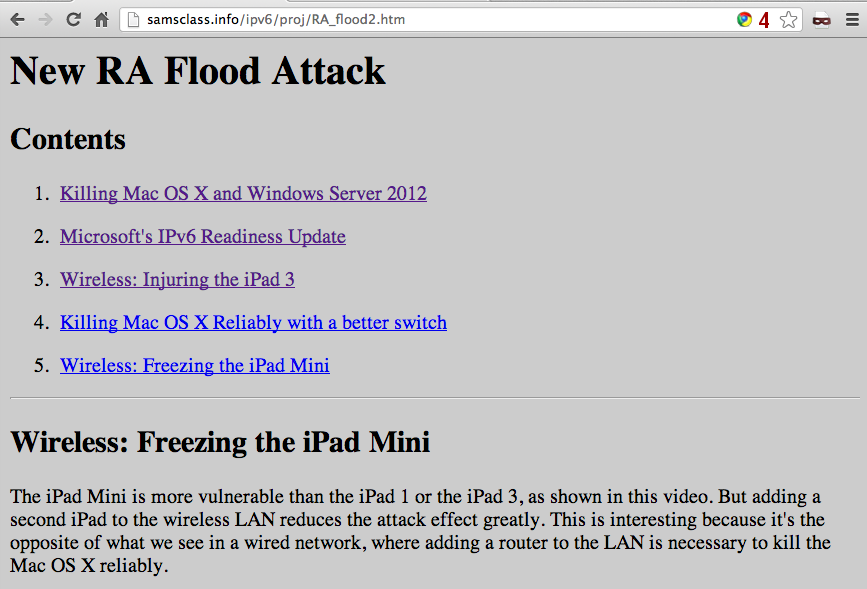 samsclass.info/ipv6/proj/RA_flood2.htm
4
New RA Flood Attack
Contents
1. Killing Mac OS X and Windows Server 2012
2. Microsoft's IPv6 Readiness Update
3. Wireless: Injuring the iPad 3
4. Killing Mac OS X Reliably with a better switch
5. Wireless: Freezing the iPad Mini
Wireless: Freezing the iPad Mini
The iPad Mini is more vulnerable than the iPad 1 or the iPad 3, as shown in this video. But adding a
second iPad to the wireless LAN reduces the attack effect greatly. This is interesting because it's the
opposite of what we see in a wired network, where adding a router to the LAN is necessary to kill the
Mac OS X reliably.